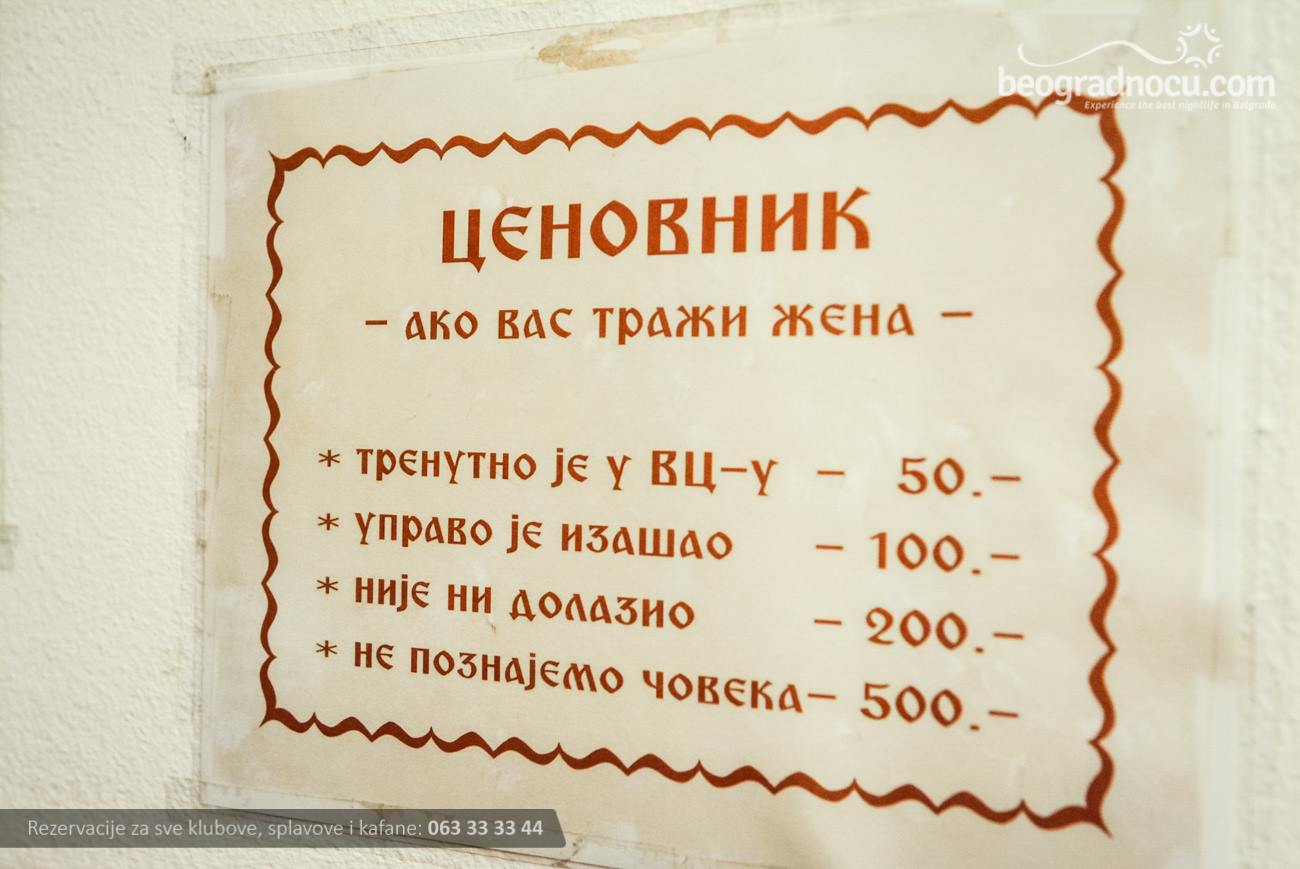 beogradnocu.com
Experience the best nightlife in Belgrade
ЦЕНОВНИК
– АКО ВАС ТРАЖИ ЖЕНА –
* тренутно је у ВЦ–у – 50.–
* управо је изашао – 100.–
* није ни долазио – 200.–
* не познајемо човека – 500.–
Rezervacije za sve klubove, splavove i kafane: 063 33 33 44